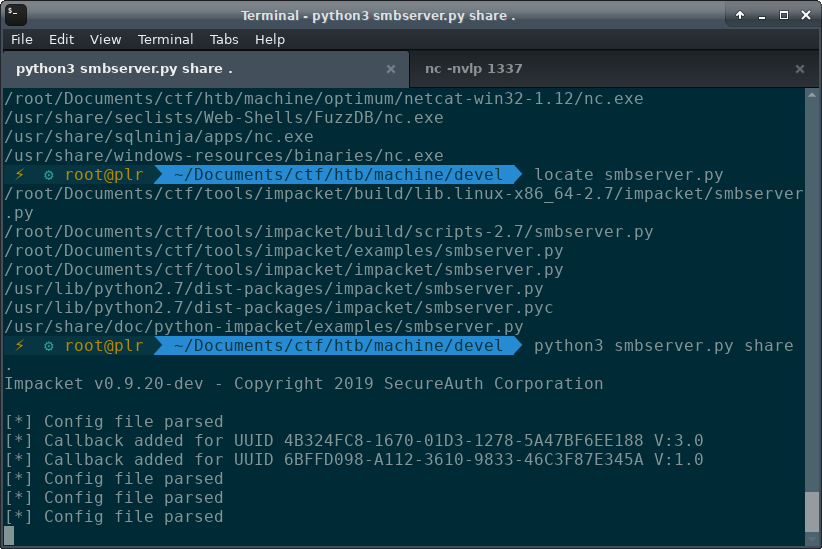 Terminal - python3 smbserver.py share .
File Edit View Terminal Tabs Help
python3 smbserver.py share .
nc -nvlp 1337
/root/Documents/ctf/htb/machine/optimum/netcat-win32-1.12/nc.exe
/usr/share/seclists/Web-Shells/FuzzDB/nc.exe
/usr/share/sqlninja/apps/nc.exe
/usr/share/windows-resources/binaries/nc.exe
⚡ ⚙ root@plr ~/Documents/ctf/htb/machine/devel locate smbserver.py
/root/Documents/ctf/tools/impacket/build/lib.linux-x86_64-2.7/impacket/smbserver
.py
/root/Documents/ctf/tools/impacket/build/scripts-2.7/smbserver.py
/root/Documents/ctf/tools/impacket/examples/smbserver.py
/root/Documents/ctf/tools/impacket/impacket/smbserver.py
/usr/lib/python2.7/dist-packages/impacket/smbserver.py
/usr/lib/python2.7/dist-packages/impacket/smbserver.pyc
/usr/share/doc/python-impacket/examples/smbserver.py
⚡ ⚙ root@plr ~/Documents/ctf/htb/machine/devel python3 smbserver.py share
.
Impacket v0.9.20-dev - Copyright 2019 SecureAuth Corporation
[*] Config file parsed
[*] Callback added for UUID 4B324FC8-1670-01D3-1278-5A47BF6EE188 V:3.0
[*] Callback added for UUID 6BFFD098-A112-3610-9833-46C3F87E345A V:1.0
[*] Config file parsed
[*] Config file parsed
[*] Config file parsed